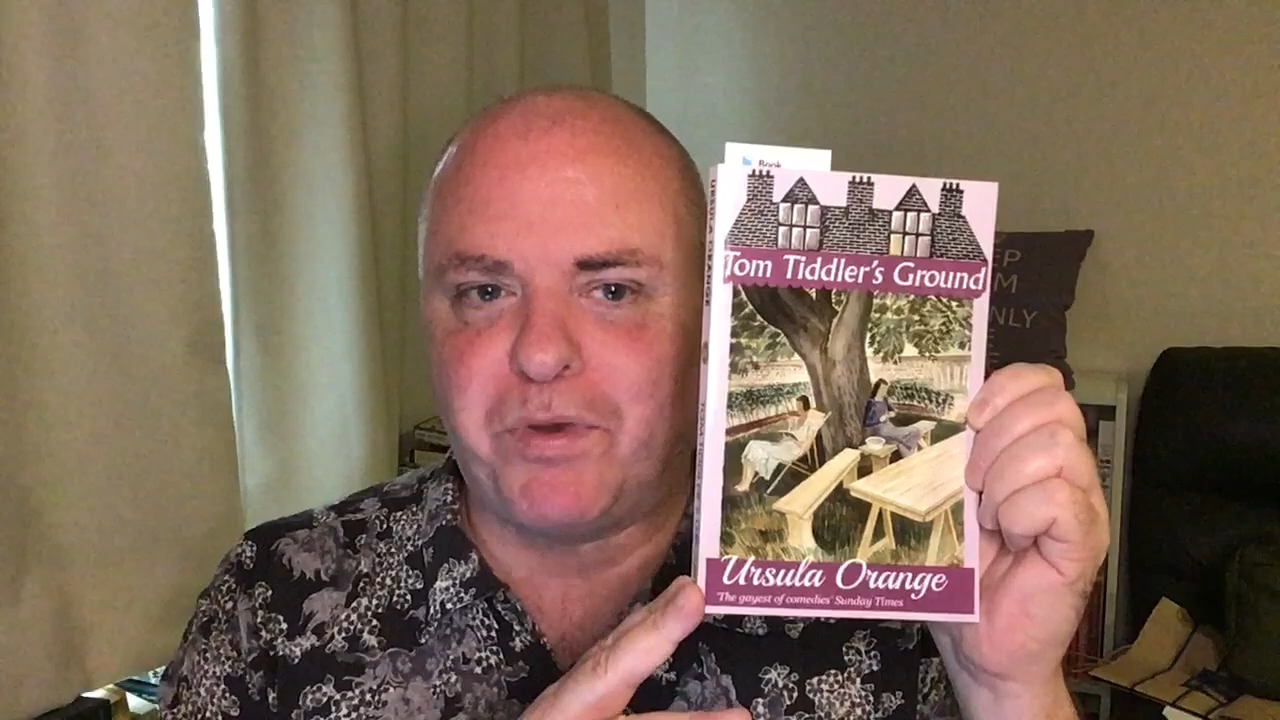 Book
Tom Tiddler's Ground
Ursula Orange
'The gayest of comedies' Sunday Times
URSULA ORANGE
EP
M
NLY